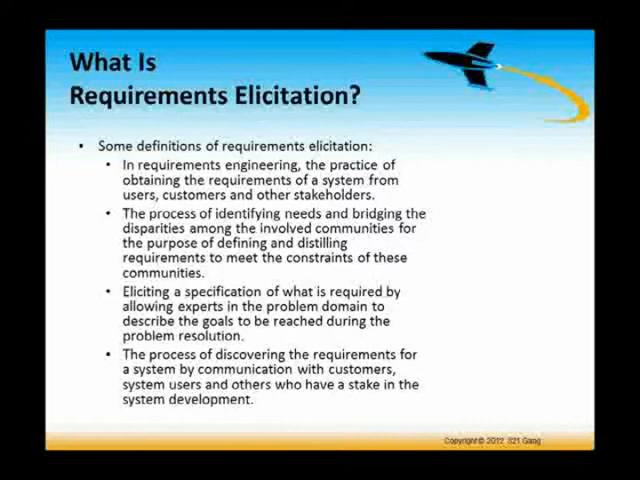 What Is
Requirements Elicitation?
• Some definitions of requirements elicitation:
• In requirements engineering, the practice of
obtaining the requirements of a system from
users, customers and other stakeholders.
• The process of identifying needs and bridging the
disparities among the involved communities for
the purpose of defining and distilling
requirements to meet the constraints of these
communities.
• Eliciting a specification of what is required by
allowing experts in the problem domain to
describe the goals to be reached during the
problem resolution.
• The process of discovering the requirements for
a system by communication with customers,
system users and others who have a stake in the
system development.
Copyright © 2012 321 Gang